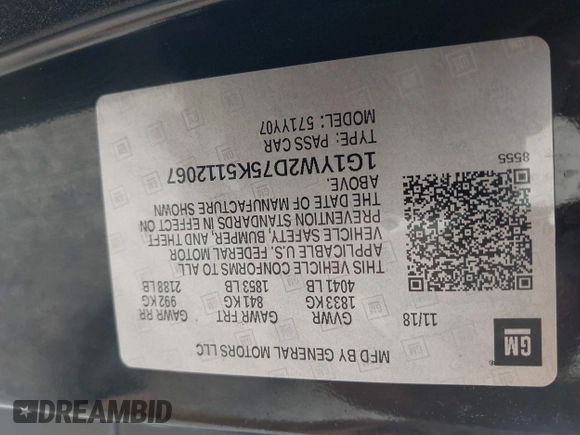 GM
MFD BY GENERAL MOTORS LLC
11/18 GVWR GAWR FRT GAWR RR
1833 KG 841 KG 992 KG
4041 LB 1853 LB 2188 LB
THIS VEHICLE CONFORMS TO ALL
APPLICABLE U.S. FEDERAL MOTOR
VEHICLE SAFETY, BUMPER, AND THEFT
PREVENTION STANDARDS IN EFFECT ON
THE DATE OF MANUFACTURE SHOWN
ABOVE.
1G1YW2D75K5112067
TYPE: PASS CAR
MODEL: 571YY07
8555
DREAMBID